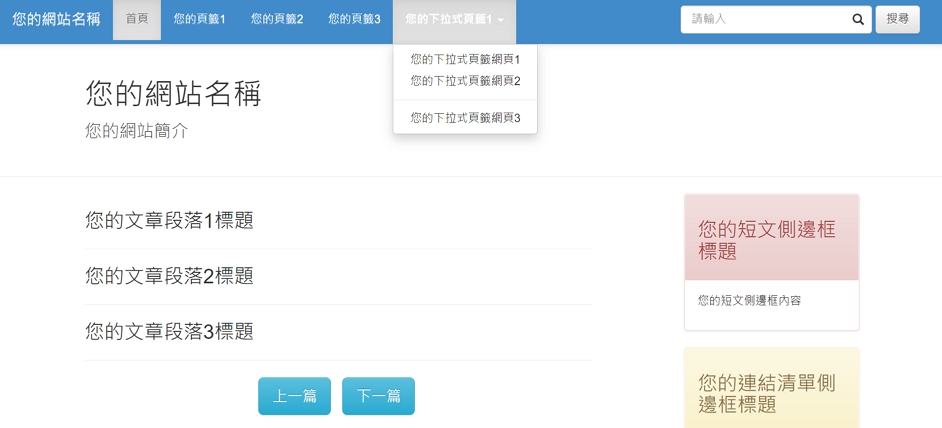 您的網站名稱 首頁 您的頁籤1 您的頁籤2 您的頁籤3 您的下拉式頁籤1 請輸入 搜尋
您的下拉式頁籤網頁1
您的下拉式頁籤網頁2
您的下拉式頁籤網頁3
您的網站名稱
您的網站簡介
您的文章段落1標題
您的文章段落2標題
您的文章段落3標題
上一篇 下一篇
您的短文側邊框
標題
您的短文側邊框內容
您的連結清單側
邊框標題